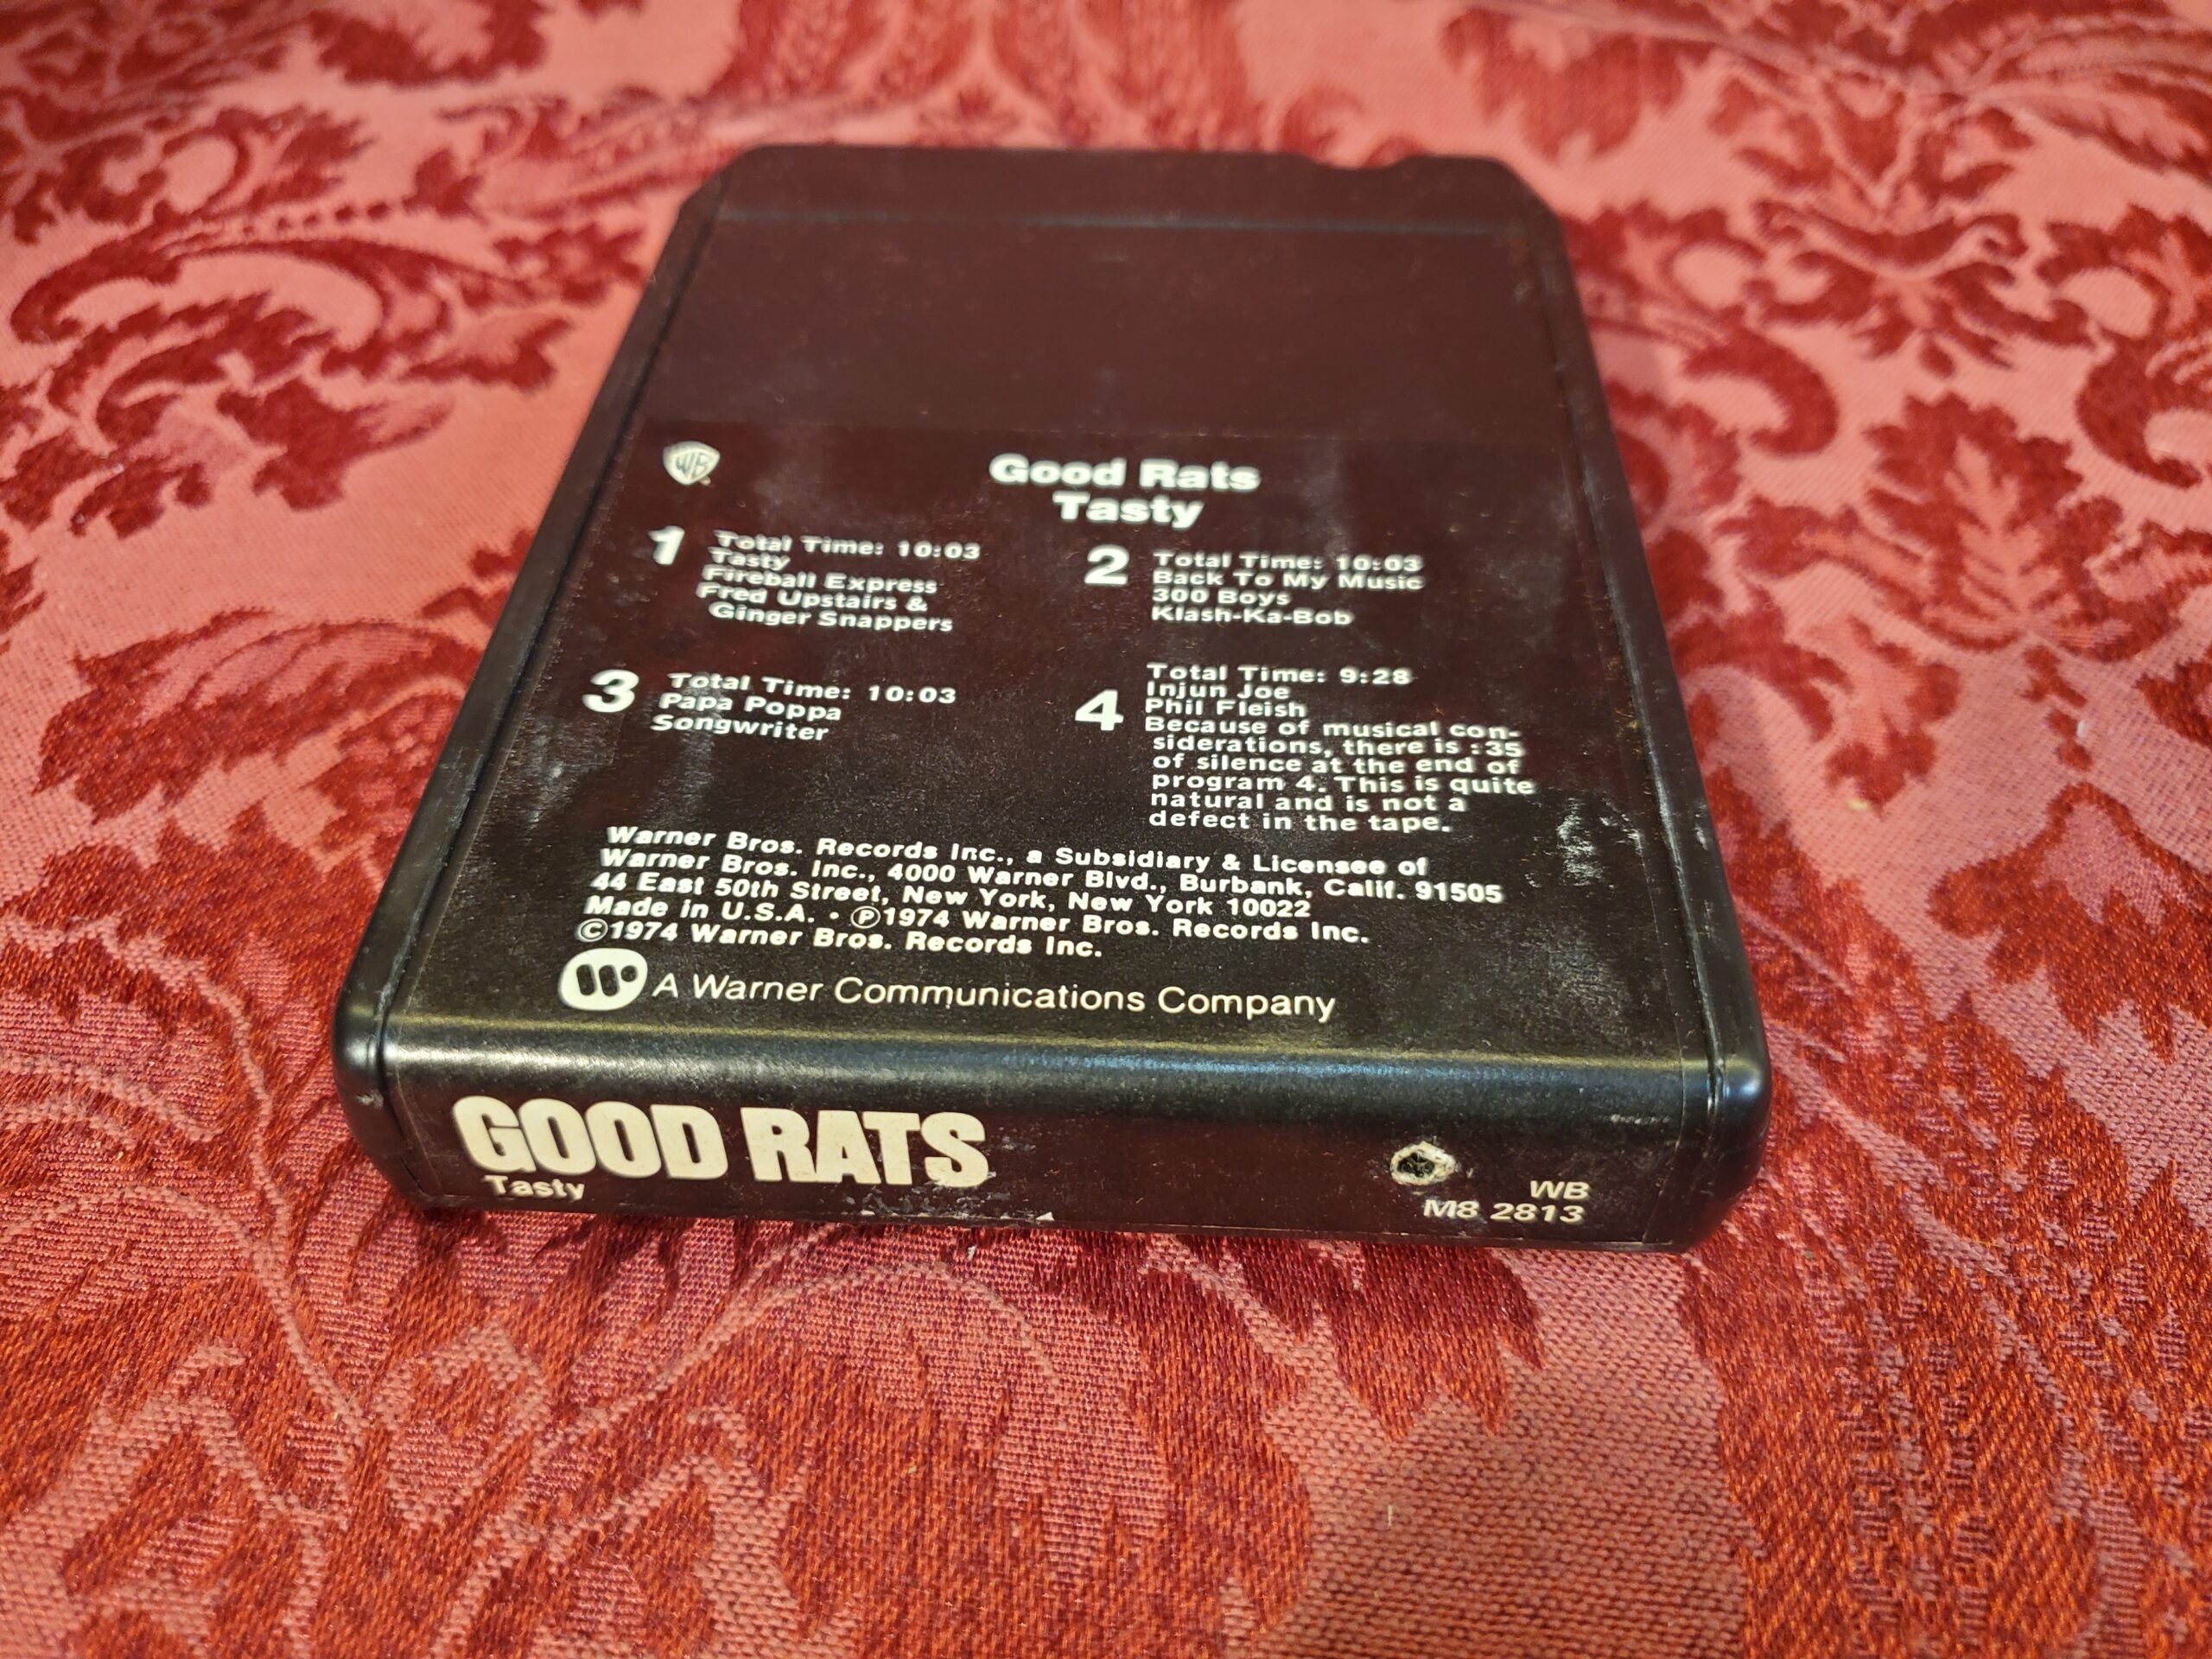 WB
Good Rats
Tasty
1
Total Time: 10:03
Tasty
Fireball Express
Fred Upstairs &
Ginger Snappers
2
Total Time: 10:03
Back To My Music
300 Boys
Klash-Ka-Bob
3
Total Time: 10:03
Papa Poppa
Songwriter
4
Total Time: 9:28
Injun Joe
Phil Fleish
Because of musical con-
siderations, there is :35
of silence at the end of
program 4. This is quite
natural and is not a
defect in the tape.
Warner Bros. Records Inc., a Subsidiary & Licensee of
Warner Bros. Inc., 4000 Warner Blvd., Burbank, Calif. 91505
44 East 50th Street, New York, New York 10022
Made in U.S.A. • ℗1974 Warner Bros. Records Inc.
©1974 Warner Bros. Records Inc.
A Warner Communications Company
GOOD RATS
Tasty
WB
M8 2813